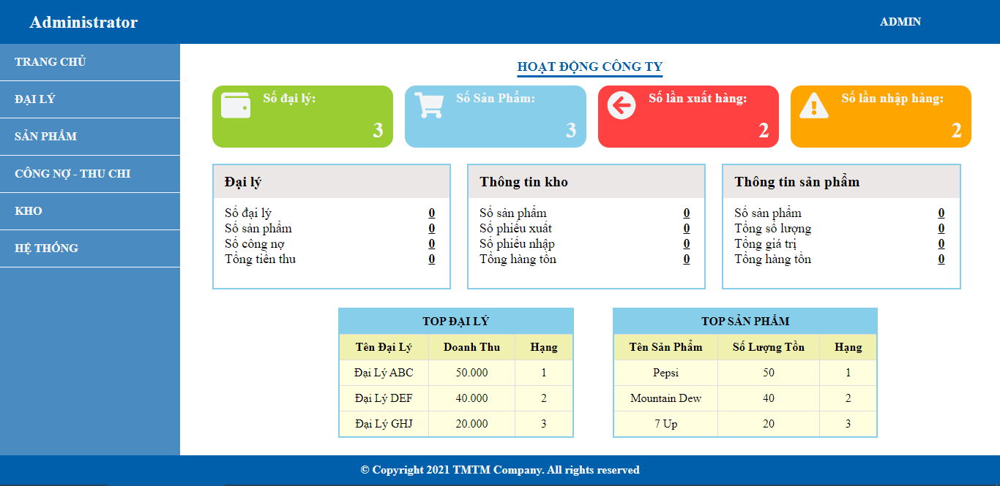 Administrator
ADMIN
TRANG CHỦ
ĐẠI LÝ
SẢN PHẨM
CÔNG NỢ - THU CHI
KHO
HỆ THỐNG
HOẠT ĐỘNG CÔNG TY
Số đại lý:
3
Số Sản Phẩm:
3
Số lần xuất hàng:
2
Số lần nhập hàng:
2
Đại lý
Số đại lý 0
Số sản phẩm 0
Số công nợ 0
Tổng tiền thu 0
Thông tin kho
Số sản phẩm 0
Số phiếu xuất 0
Số phiếu nhập 0
Tổng hàng tồn 0
Thông tin sản phẩm
Số sản phẩm 0
Tổng số lượng 0
Tổng giá trị 0
Tổng hàng tồn 0
TOP ĐẠI LÝ
Tên Đại Lý Doanh Thu Hạng
Đại Lý ABC 50.000 1
Đại Lý DEF 40.000 2
Đại Lý GHJ 20.000 3
TOP SẢN PHẨM
Tên Sản Phẩm Số Lượng Tồn Hạng
Pepsi 50 1
Mountain Dew 40 2
7 Up 20 3
© Copyright 2021 TMTM Company. All rights reserved